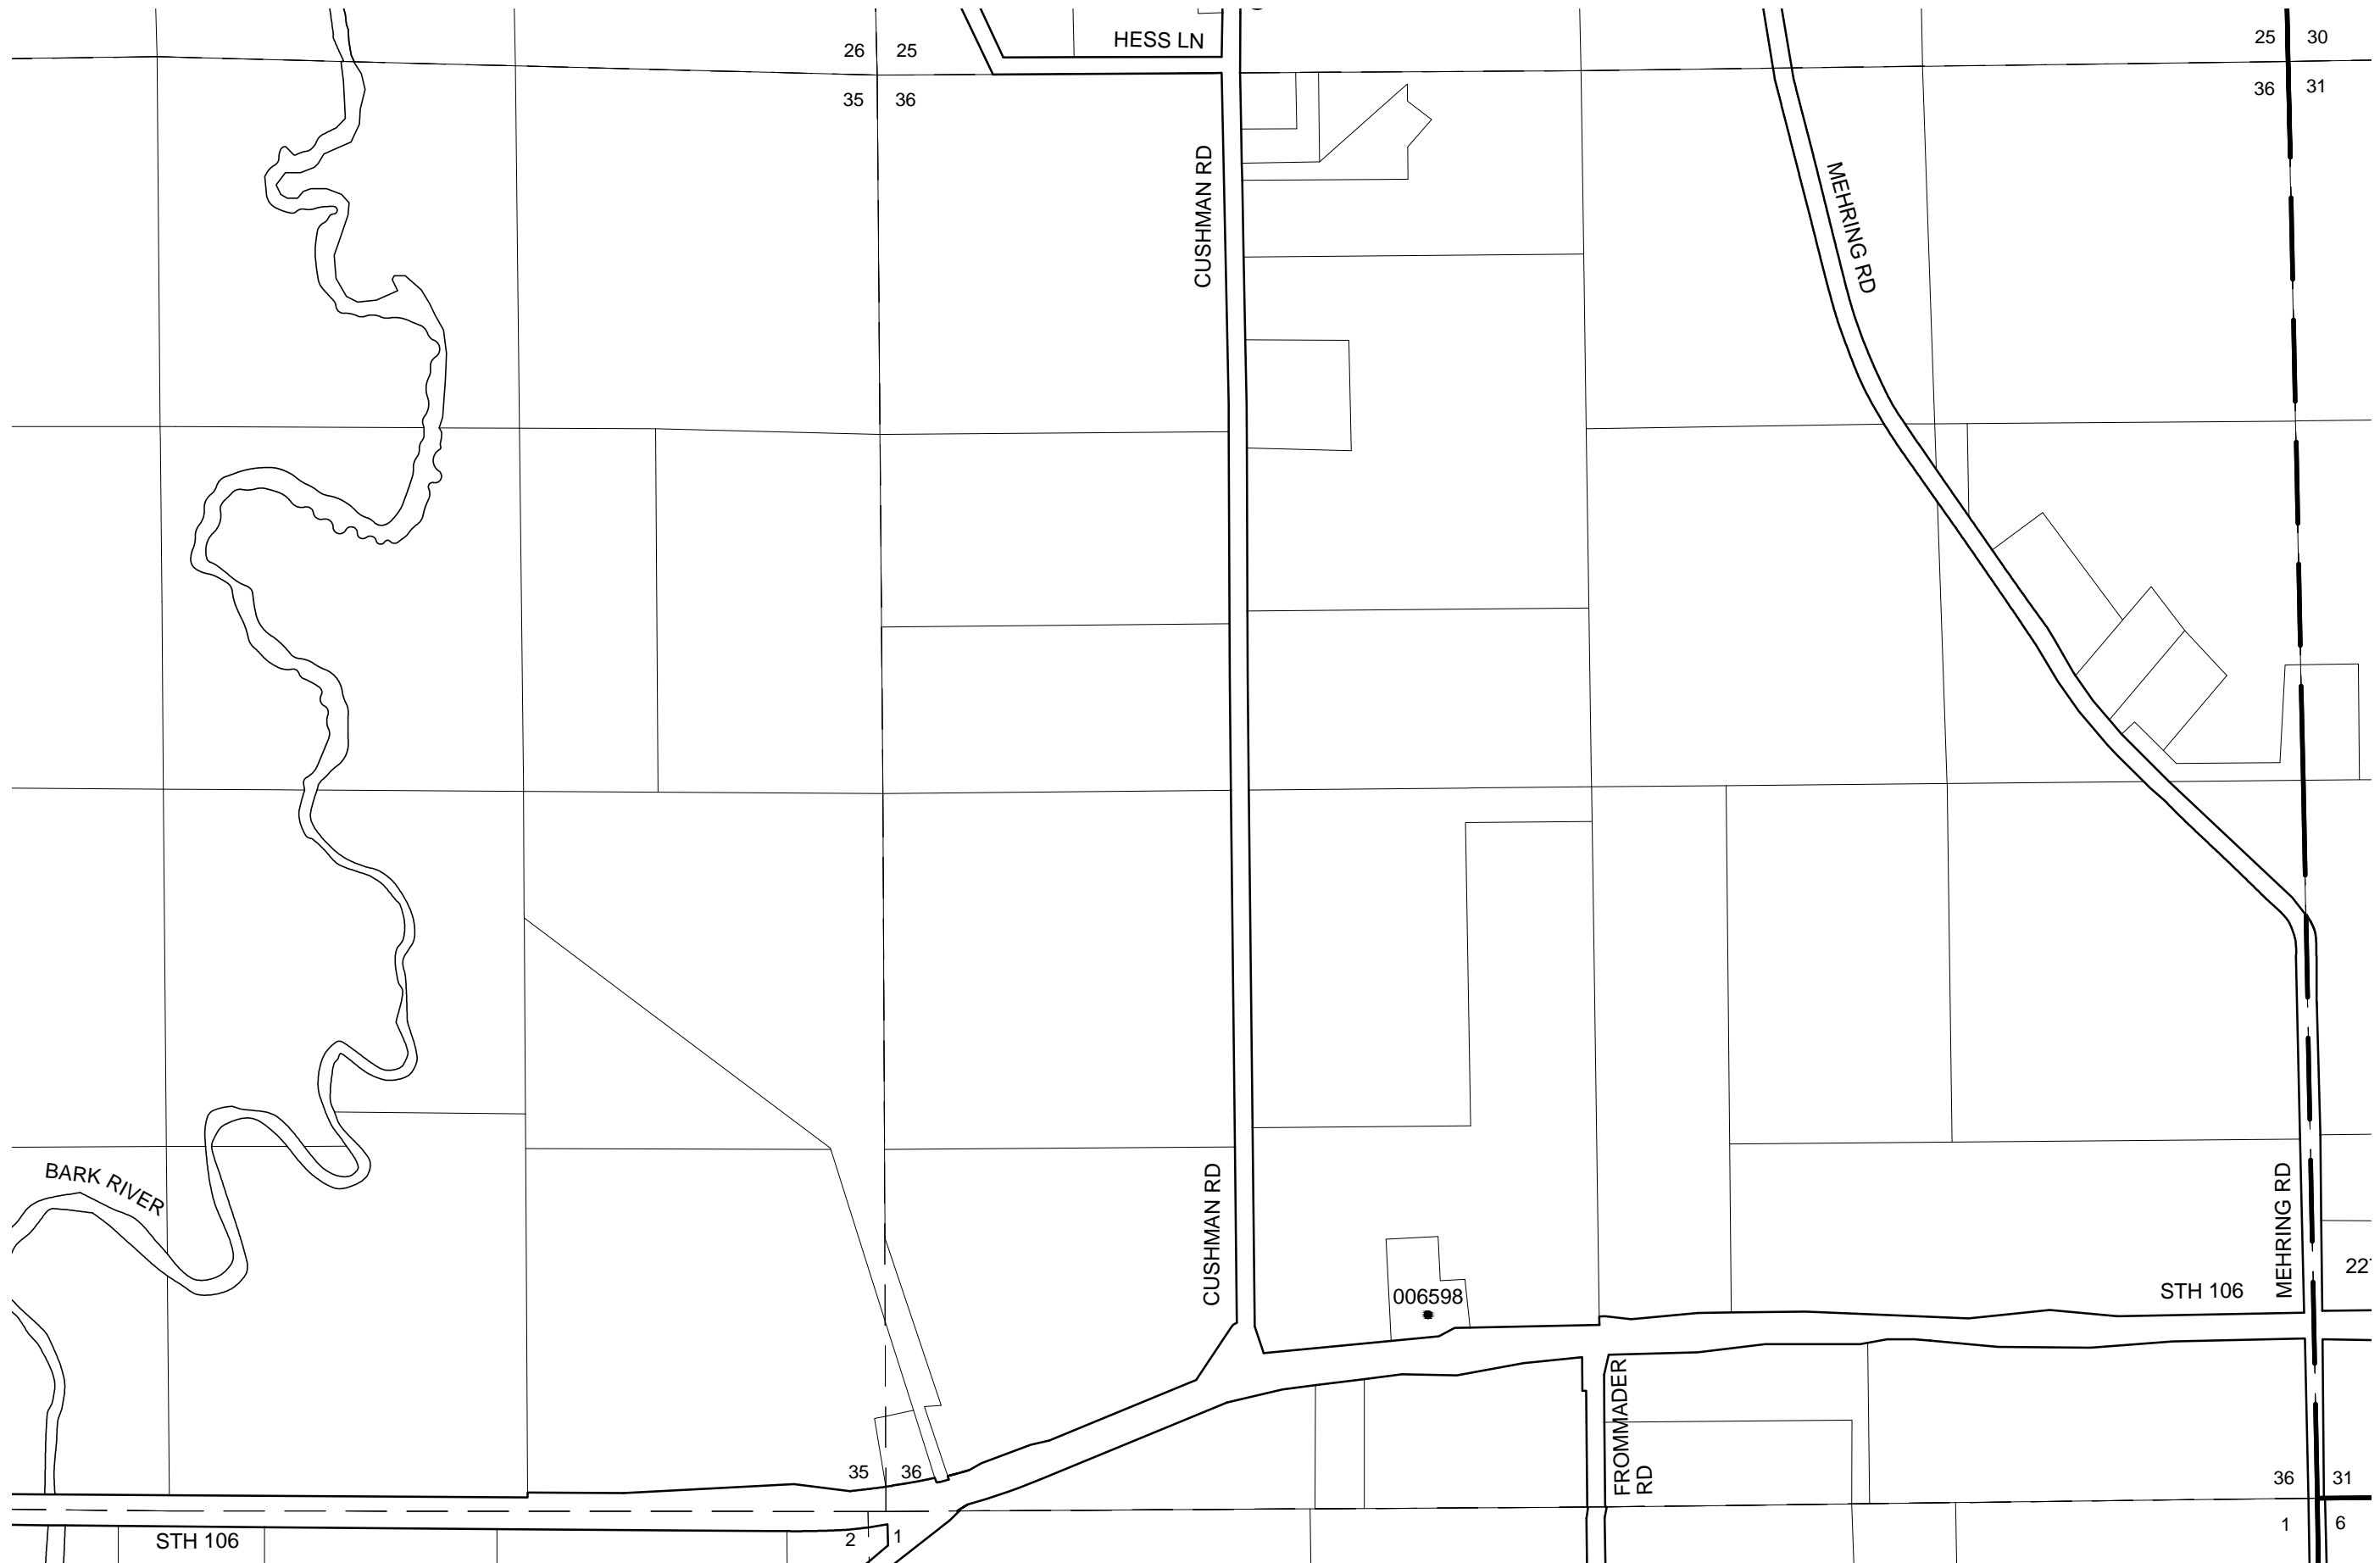 HESS LN
26 25
25 30
35 36
36 31
CUSHMAN RD
MEHRING RD
BARK RIVER
CUSHMAN RD
MEHRING RD
006598
STH 106
FROMMADER
RD
35 36
36 31
STH 106
2 1
1 6